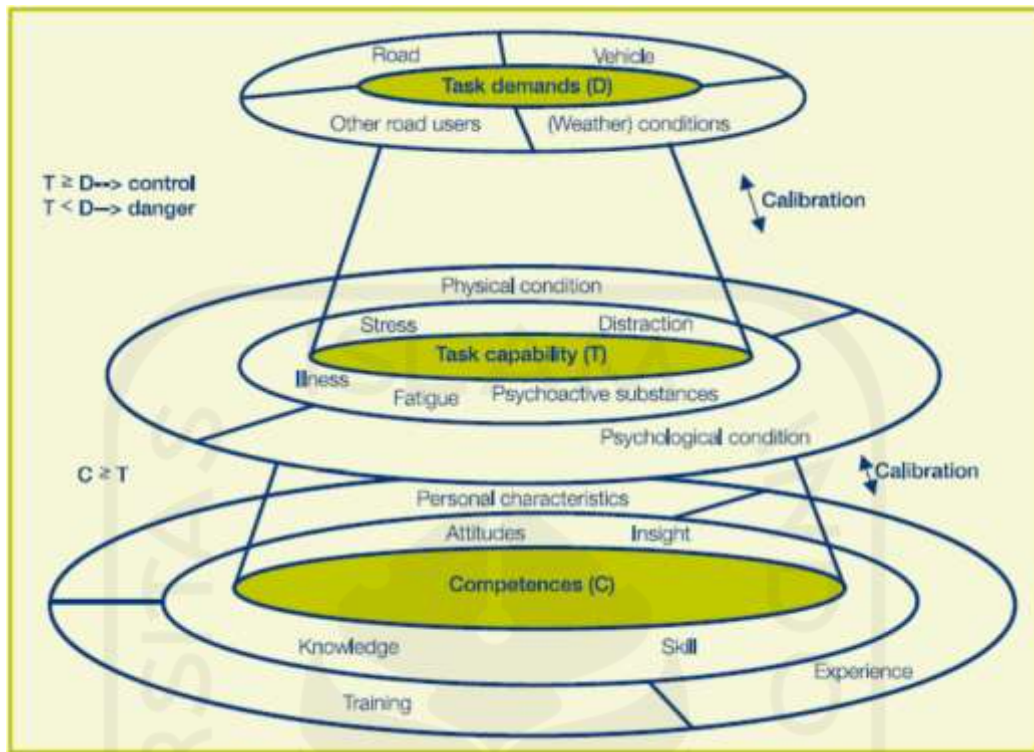 Road
Vehicle
Task demands (D)
Other road users
(Weather) conditions
T ≥ D--> control
T < D—> danger
Calibration
Physical condition
Stress
Distraction
Task capability (T)
Illness
Fatigue
Psychoactive substances
Psychological condition
C ≥ T
Calibration
Personal characteristics
Attitudes
Insight
Competences (C)
Knowledge
Skill
Experience
Training